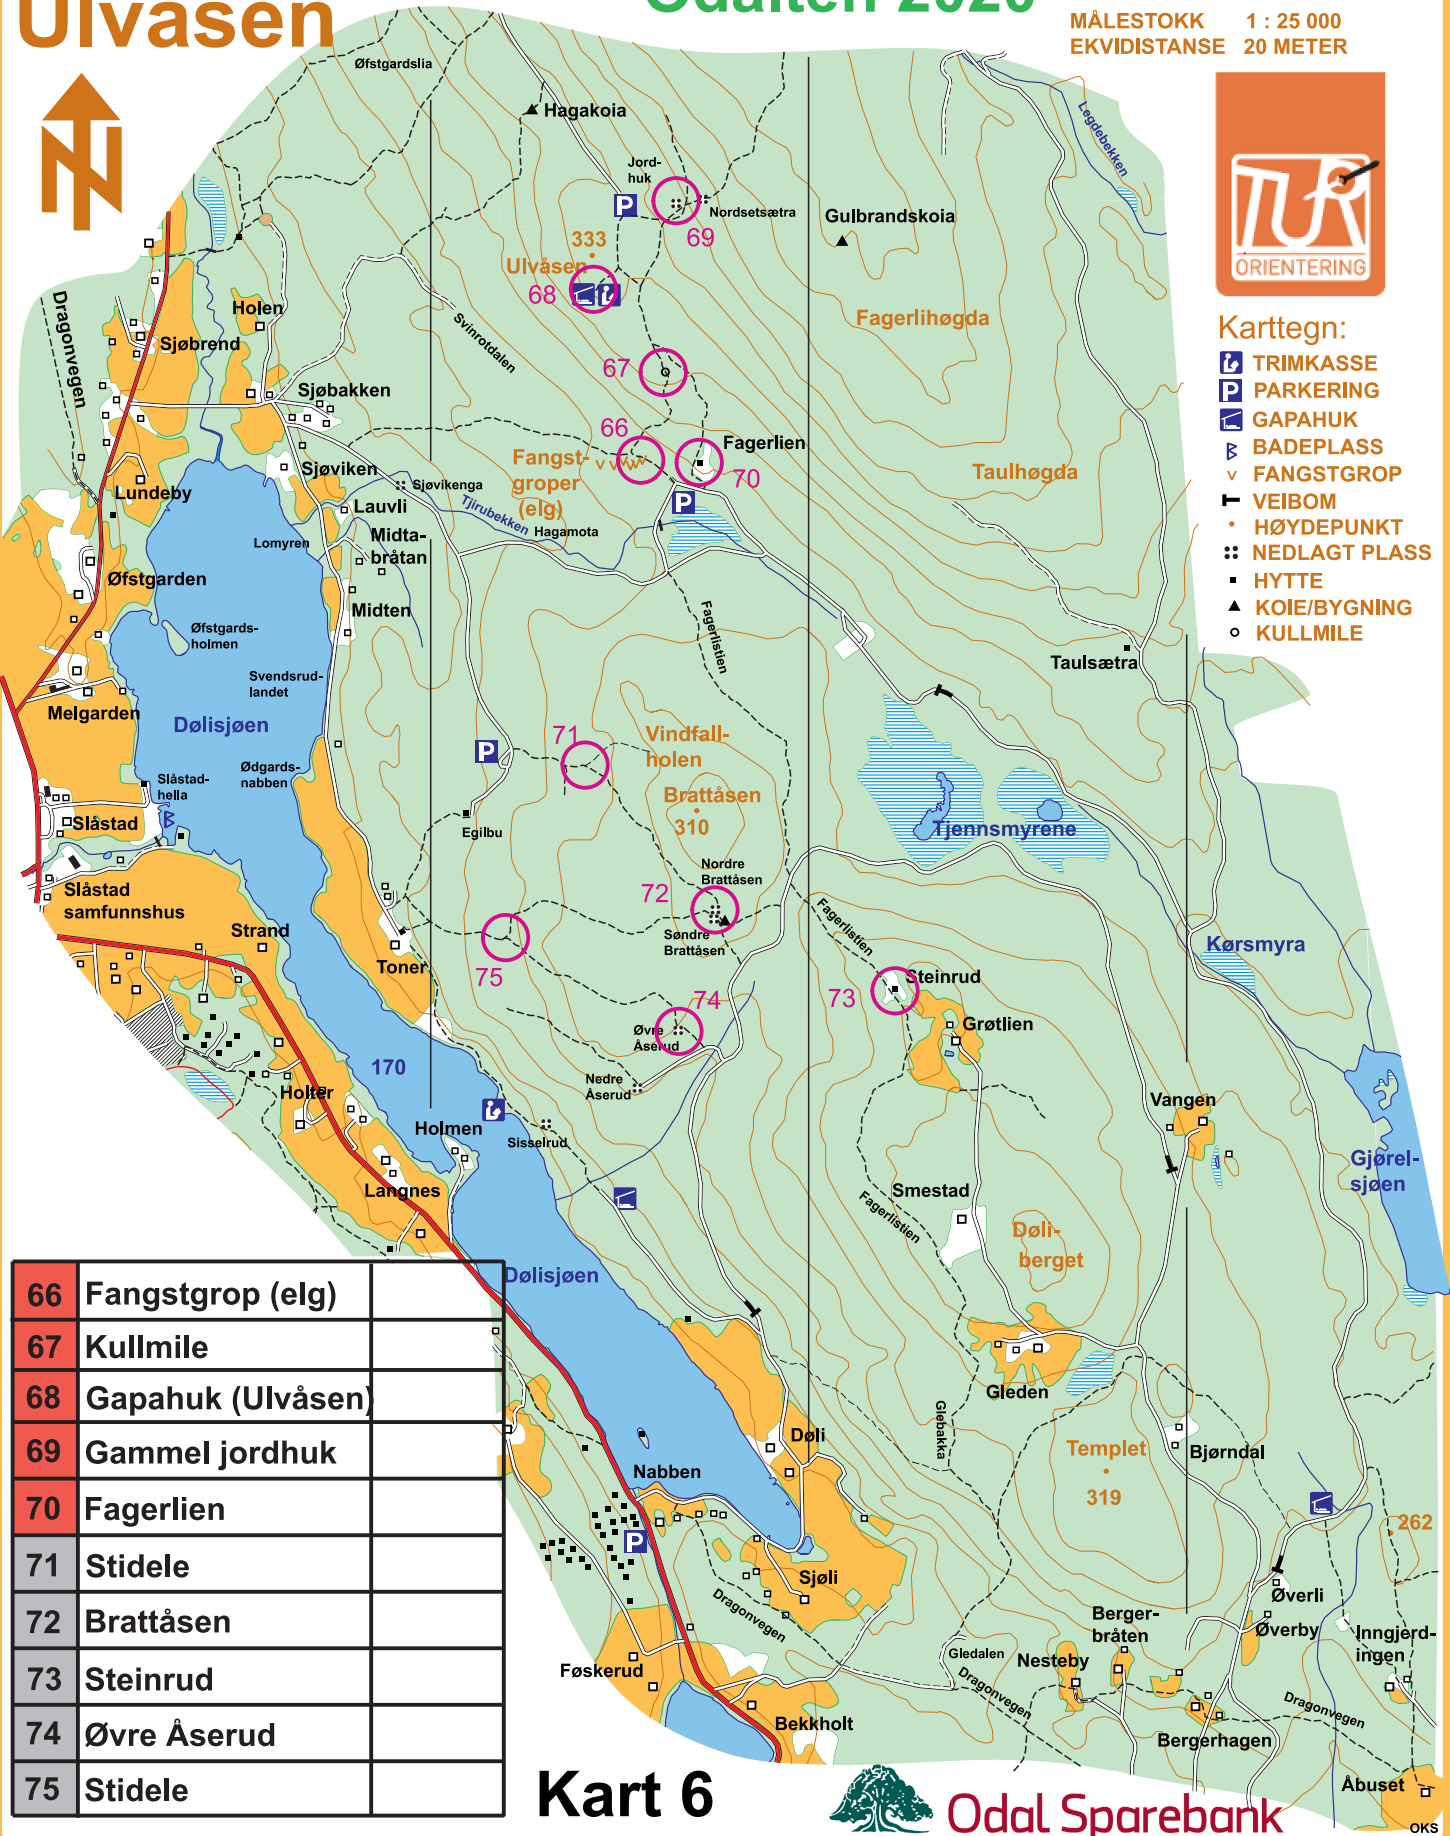 Ulvåsen
Odalten 2020
MÅLESTOKK 1 : 25 000
EKVIDISTANSE 20 METER
TUR
ORIENTERING
Karttegn:
TRIMKASSE
P PARKERING
GAPAHUK
BADEPLASS
FANGSTGROP
VEIBOM
HØYDEPUNKT
NEDLAGT PLASS
HYTTE
KOIE/BYGNING
KULLMILE
Øfstgardslia
Hagakoia
Legdebekken
Jord-
huk
P
Nordsetsætra
69
Gulbrandskoia
333
Ulvåsen
68
Fagerlihøgda
Dragonvegen
Holen
Sjøbrend
Svinrotdalen
67
Sjøbakken
66
Fagerlien
70
Fangst-
groper
(elg)
Taulhøgda
Sjøviken
Sjøvikenga
Lundeby
Lauvli
Tjirubekken
Hagamota
P
Lomyren
Midta-
bråtan
Øfstgarden
Midten
Øfstgards-
holmen
Fagerlistien
Taulsætra
Svendsrud-
landet
Melgarden
Dølisjøen
71
Vindfall-
holen
P
Ødgards-
nabben
Slåstad-
hella
Brattåsen
310
Slåstad
Egilbu
Tjennsmyrene
Nordre
Brattåsen
72
Slåstad
samfunnshus
Strand
Søndre
Brattåsen
Fagerlistien
Kørsmyra
Toner
75
Steinrud
73
74
Øvre
Åserud
Grøtlien
170
Nedre
Åserud
Holter
Vangen
Holmen
Sisselrud
Gjørel-
sjøen
Langnes
Smestad
Fagerlistien
Døli-
berget
Dølisjøen
Gleden
Glebakka
Døli
Templet
319
Bjørndal
Nabben
262
P
Sjøli
Øverli
Øverby
Dragonvegen
Berger-
bråten
Inngjerd-
ingen
Gledalen
Nesteby
Føskerud
Dragonvegen
Dragonvegen
Bekkholt
Bergerhagen
Åbuset
66 Fangstgrop (elg)
67 Kullmile
68 Gapahuk (Ulvåsen)
69 Gammel jordhuk
70 Fagerlien
71 Stidele
72 Brattåsen
73 Steinrud
74 Øvre Åserud
75 Stidele
Kart 6
Odal Sparebank
OKS